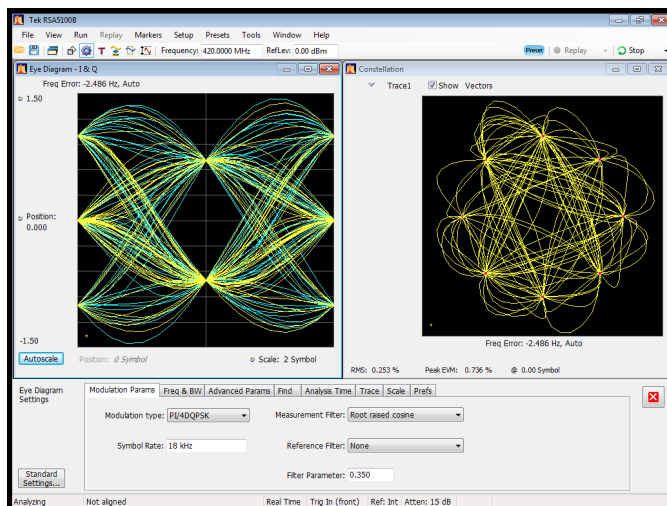 Tek RSA5100B
File View Run Replay Markers Setup Presets Tools Window Help
T Frequency: 420.0000 MHz RefLev: 0.00 dBm Preset Replay Stop
Eye Diagram - I & Q
Freq Error: -2.486 Hz, Auto
1.50
Position:
0.000
-1.50
Autoscale Position: 0 Symbol Scale: 2 Symbol
Constellation
Trace1 Show Vectors
Freq Error: -2.486 Hz, Auto
RMS: 0.253 % Peak EVM: 0.736 % @ 0.00 Symbol
Eye Diagram
Settings
Modulation Params Freq & BW Advanced Params Find Analysis Time Trace Scale Prefs
Modulation type: PI/4DQPSK Measurement Filter: Root raised cosine
Symbol Rate: 18 kHz Reference Filter: None
Filter Parameter: 0.350
Standard
Settings...
Analyzing Not aligned Real Time Trig In (front) Ref: Int Atten: 15 dB